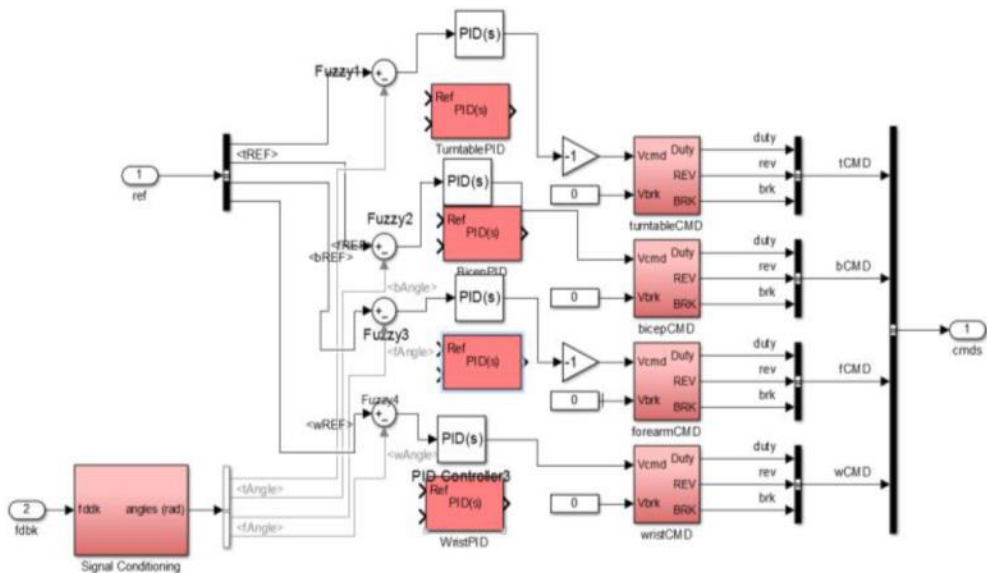 PID(s)
Fuzzy1
Ref
PID(s)
TurntablePID
<tREF>
1
ref
-1
0
Vcmd
Vbrk
Duty
REV
BRK
turntableCMD
duty
rev
brk
tCMD
PID(s)
Fuzzy2
<fREF>
<bREF>
PID(s)
BicepPID
<bAngle>
0
Vcmd
Vbrk
Duty
REV
BRK
bicepCMD
duty
rev
brk
bCMD
1
cmds
PID(s)
Fuzzy3
<fAngle>
Ref
PID(s)
-1
0
Vcmd
Vbrk
Duty
REV
BRK
forearmCMD
duty
rev
brk
fCMD
Fuzzy4
<wREF>
PID(s)
<wAngle>
PID Controller3
Ref
PID(s)
WristPID
0
Vcmd
Vbrk
Duty
REV
BRK
wristCMD
duty
rev
brk
wCMD
2
fdbk
fddk
angles (rad)
Signal Conditioning
<tAngle>
<fAngle>